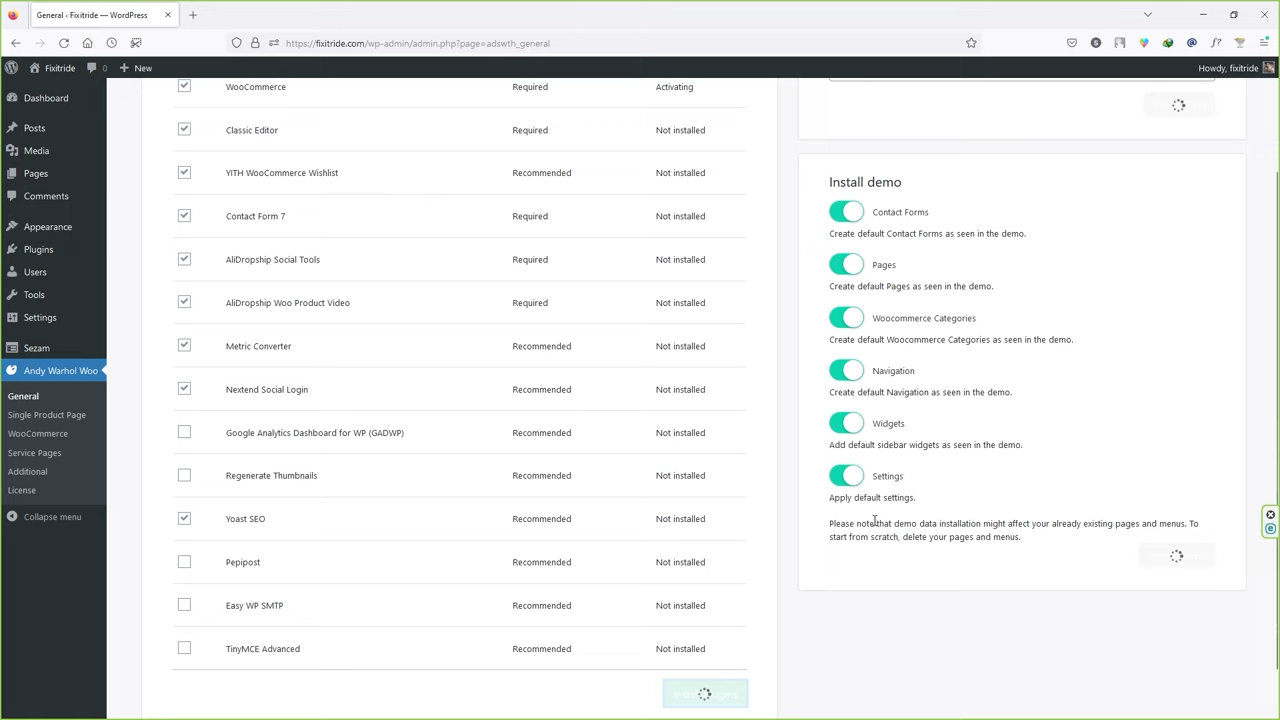 General ‹ Fixitride — WordPress
https://fixitride.com/wp-admin/admin.php?page=adswth_general
Fixitride
0
New
Howdy, fixitride
Dashboard
Posts
Media
Pages
Comments
Appearance
Plugins
Users
Tools
Settings
Sezam
Andy Warhol Woo
General
Single Product Page
WooCommerce
Service Pages
Additional
License
Collapse menu
WooCommerce Required Activating
Classic Editor Required Not installed
YITH WooCommerce Wishlist Recommended Not installed
Contact Form 7 Required Not installed
AliDropship Social Tools Required Not installed
AliDropship Woo Product Video Required Not installed
Metric Converter Recommended Not installed
Nextend Social Login Recommended Not installed
Google Analytics Dashboard for WP (GADWP) Recommended Not installed
Regenerate Thumbnails Recommended Not installed
Yoast SEO Recommended Not installed
Pepipost Recommended Not installed
Easy WP SMTP Recommended Not installed
TinyMCE Advanced Recommended Not installed
Install demo
Contact Forms
Create default Contact Forms as seen in the demo.
Pages
Create default Pages as seen in the demo.
Woocommerce Categories
Create default Woocommerce Categories as seen in the demo.
Navigation
Create default Navigation as seen in the demo.
Widgets
Add default sidebar widgets as seen in the demo.
Settings
Apply default settings.
Please note that demo data installation might affect your already existing pages and menus. To
start from scratch, delete your pages and menus.